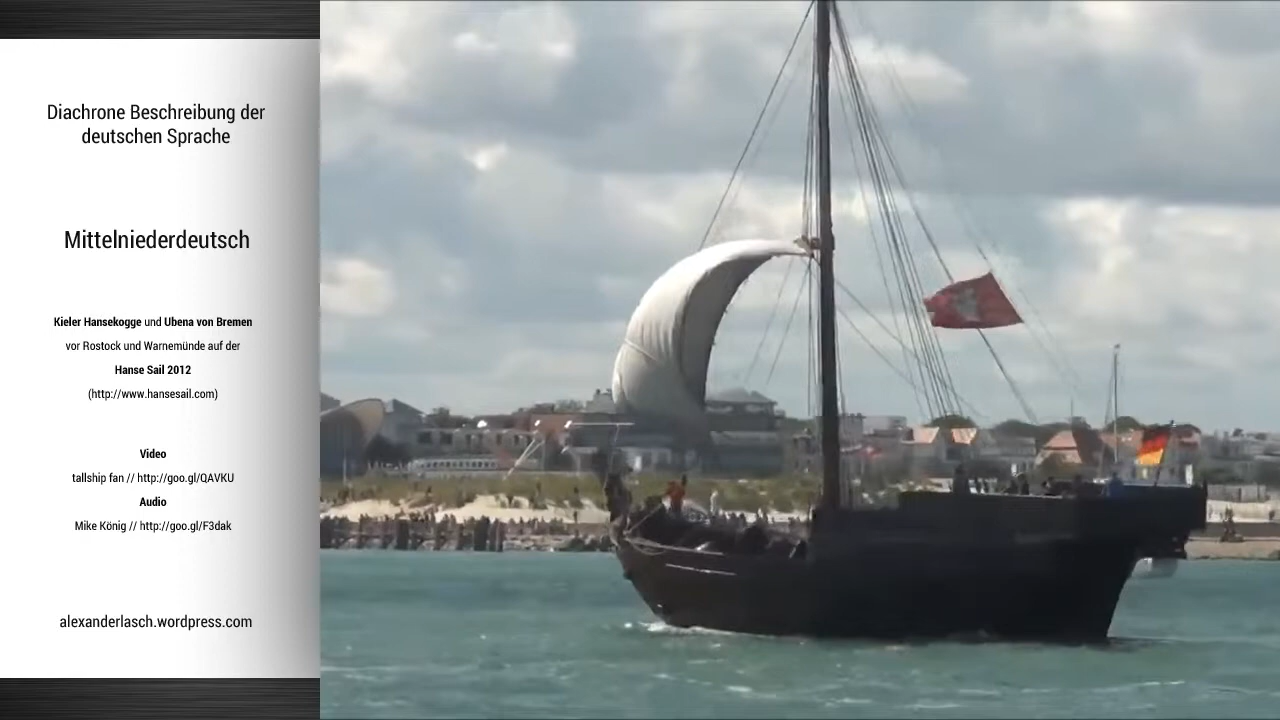 Diachrone Beschreibung der
deutschen Sprache
Mittelniederdeutsch
Kieler Hansekogge und Ubena von Bremen
vor Rostock und Warnemünde auf der
Hanse Sail 2012
(http://www.hansesail.com)
Video
tallship fan // http://goo.gl/QAVKU
Audio
Mike König // http://goo.gl/F3dak
alexanderlasch.wordpress.com